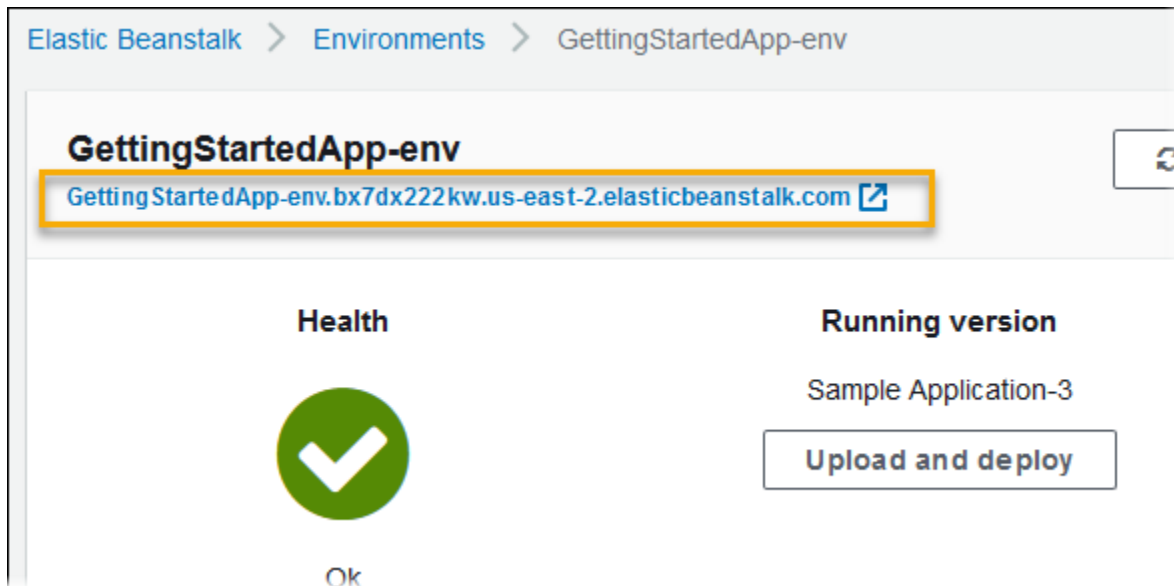 Elastic Beanstalk > Environments > GettingStartedApp-env
GettingStartedApp-env
GettingStartedApp-env.bx7dx222kw.us-east-2.elasticbeanstalk.com
Health
Running version
Sample Application-3
Upload and deploy
Ok